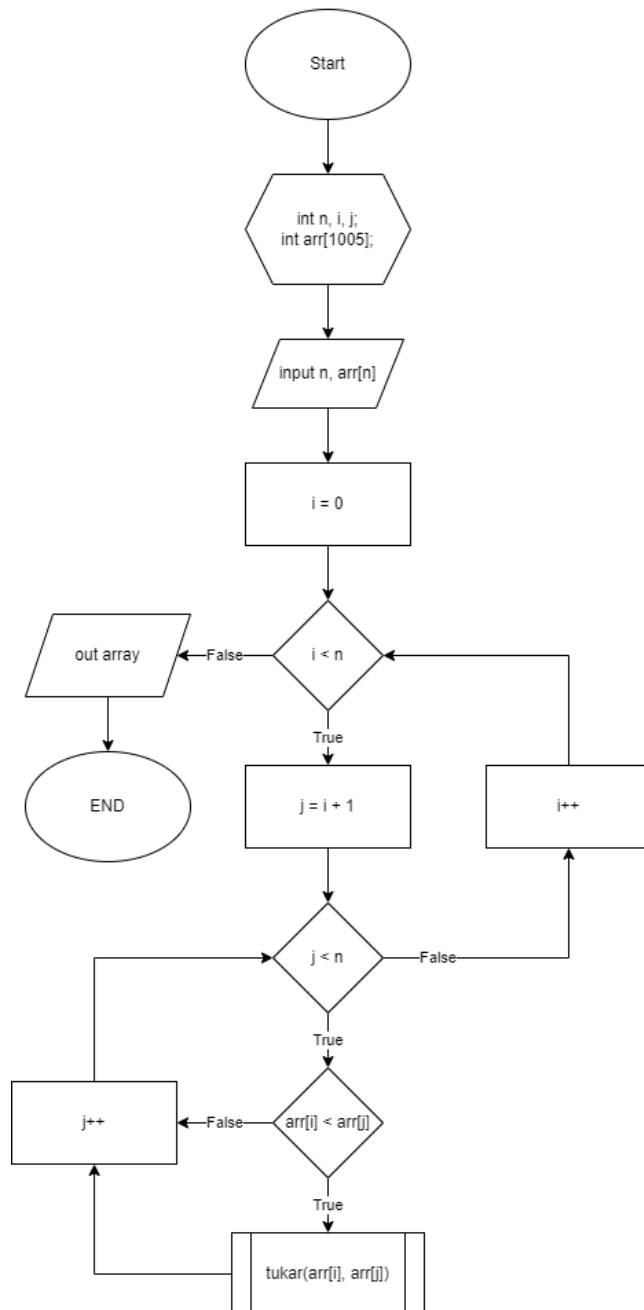 Start
int n, i, j;
int arr[1005];
input n, arr[n]
i = 0
i < n
False
out array
END
True
j = i + 1
i++
j < n
False
True
arr[i] < arr[j]
False
j++
True
tukar(arr[i], arr[j])